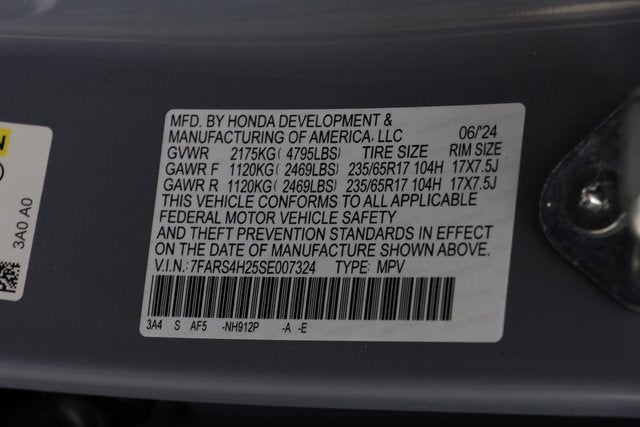 MFD. BY HONDA DEVELOPMENT &
MANUFACTURING OF AMERICA, LLC 06/'24
GVWR 2175KG( 4795LBS) TIRE SIZE RIM SIZE
GAWR F 1120KG( 2469LBS) 235/65R17 104H 17X7.5J
GAWR R 1120KG( 2469LBS) 235/65R17 104H 17X7.5J
THIS VEHICLE CONFORMS TO ALL APPLICABLE
FEDERAL MOTOR VEHICLE SAFETY
AND THEFT PREVENTION STANDARDS IN EFFECT
ON THE DATE OF MANUFACTURE SHOWN ABOVE.
V.I.N.: 7FARS4H25SE007324 TYPE: MPV
3A4 S AF5 -NH912P -A -E
3A0 A0